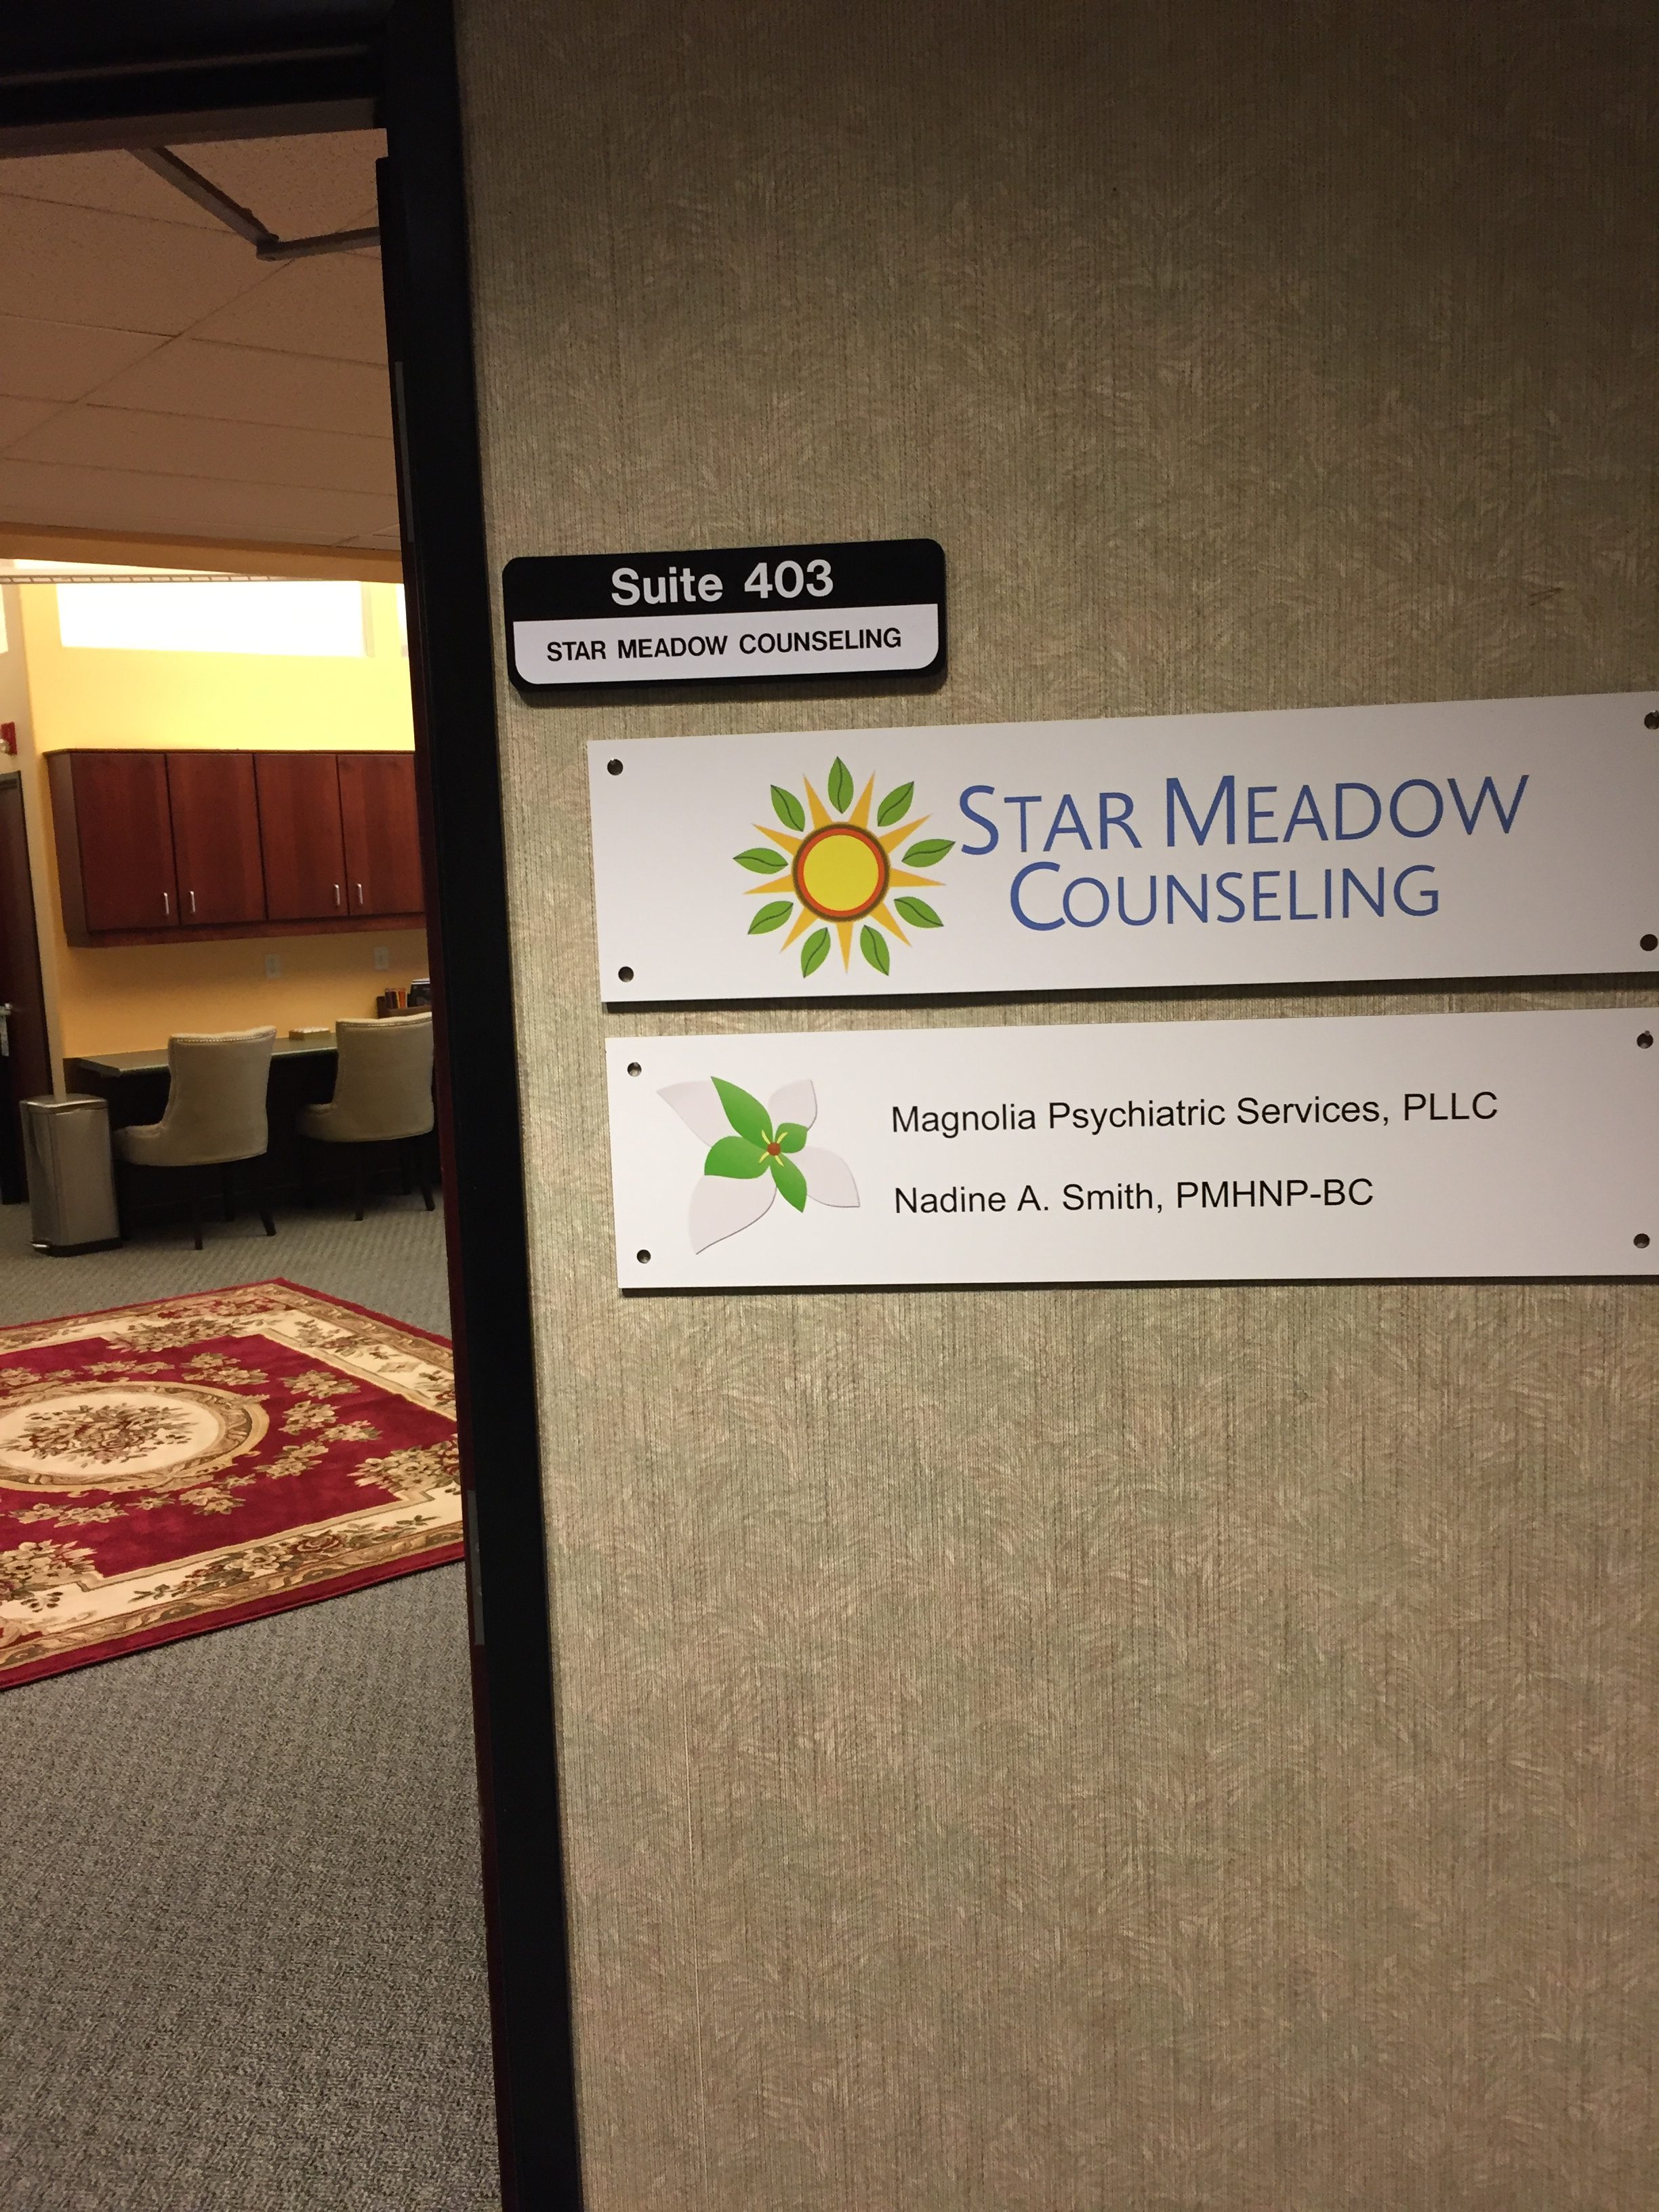 Suite 403
STAR MEADOW COUNSELING
STAR MEADOW
COUNSELING
Magnolia Psychiatric Services, PLLC
Nadine A. Smith, PMHNP-BC